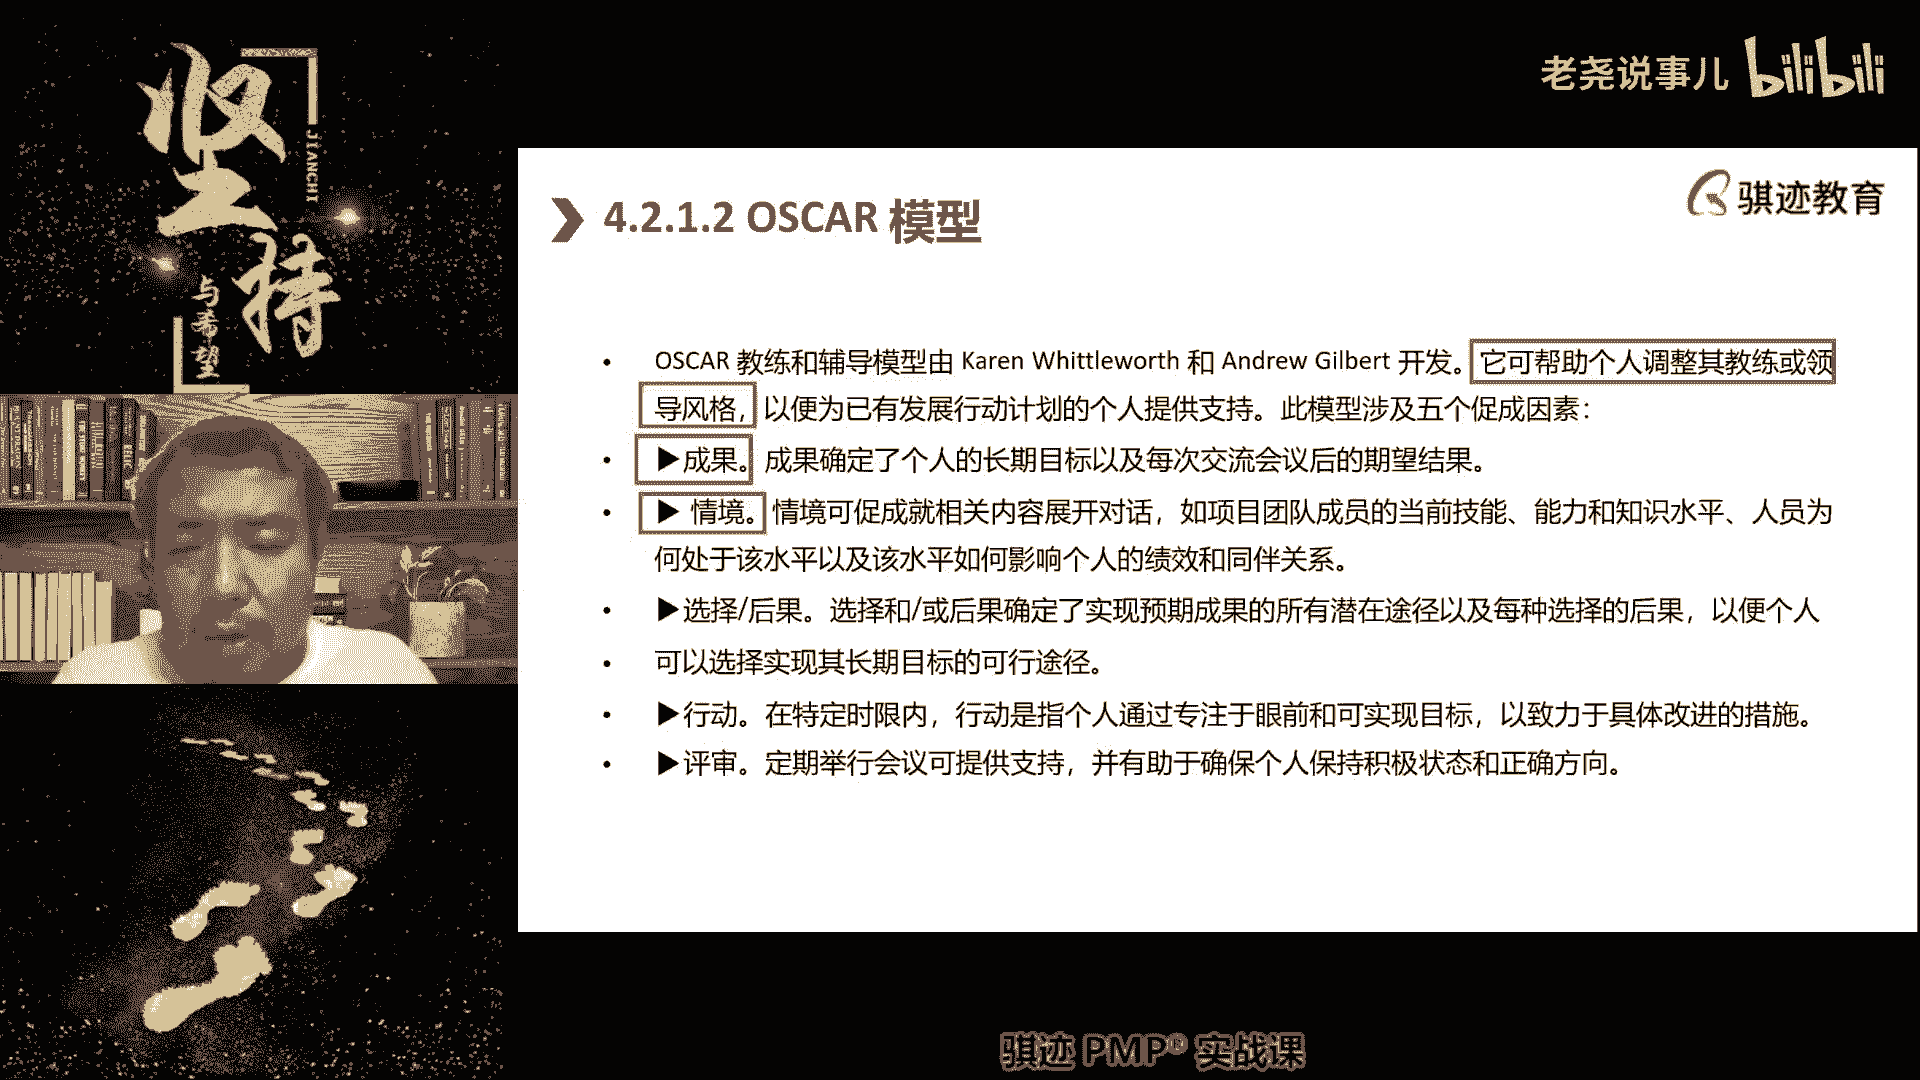 坚持
JIANCHI
与希望
老尧说事儿 bilibili
骐迹教育
4.2.1.2 OSCAR 模型
• OSCAR 教练和辅导模型由 Karen Whittleworth 和 Andrew Gilbert 开发。它可帮助个人调整其教练或领
导风格，以便为已有发展行动计划的个人提供支持。此模型涉及五个促成因素：
• ▶成果。成果确定了个人的长期目标以及每次交流会议后的期望结果。
• ▶ 情境。情境可促成就相关内容展开对话，如项目团队成员的当前技能、能力和知识水平、人员为
何处于该水平以及该水平如何影响个人的绩效和同伴关系。
• ▶选择/后果。选择和/或后果确定了实现预期成果的所有潜在途径以及每种选择的后果，以便个人
• 可以选择实现其长期目标的可行途径。
• ▶行动。在特定时限内，行动是指个人通过专注于眼前和可实现目标，以致力于具体改进的措施。
• ▶评审。定期举行会议可提供支持，并有助于确保个人保持积极状态和正确方向。
骐迹 PMP® 实战课